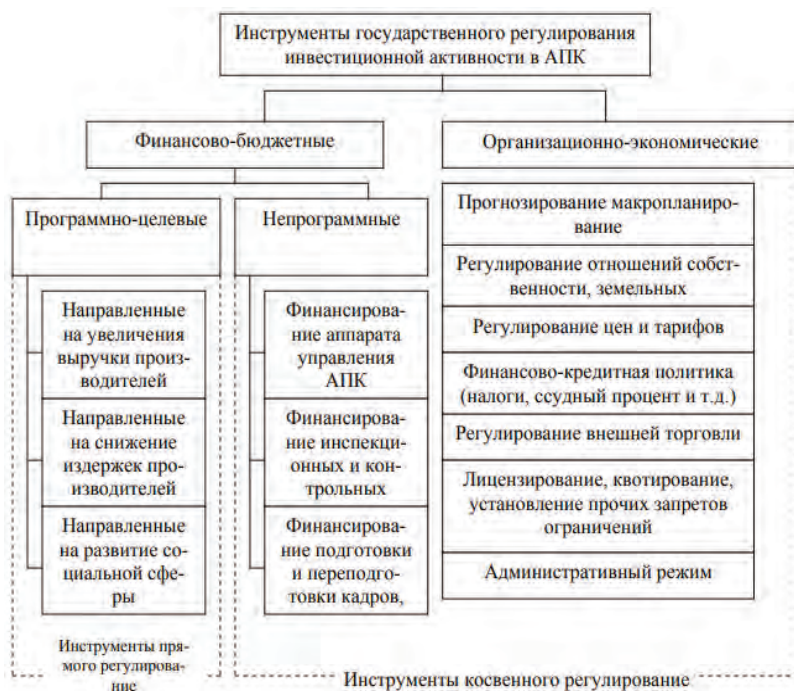 Инструменты государственного регулирования
инвестиционной активности в АПК
Финансово-бюджетные
Организационно-экономические
Программно-целевые
Непрограммные
Направленные
на увеличения
выручки произ-
водителей
Направленные
на снижение
издержек про-
изводителей
Направленные
на развитие со-
циальной сфе-
ры
Финансирова-
ние аппарата
управления
АПК
Финансирова-
ние инспекци-
онных и кон-
трольных
Финансирова-
ние подготовки
и переподго-
товки кадров,
Прогнозирование макропланиро-
вание
Регулирование отношений собст-
венности, земельных
Регулирование цен и тарифов
Финансово-кредитная политика
(налоги, ссудный процент и т.д.)
Регулирование внешней торговли
Лицензирование, квотирование,
установление прочих запретов
ограничений
Административный режим
Инструменты пря-
мого регулирова-
ние
Инструменты косвенного регулирование